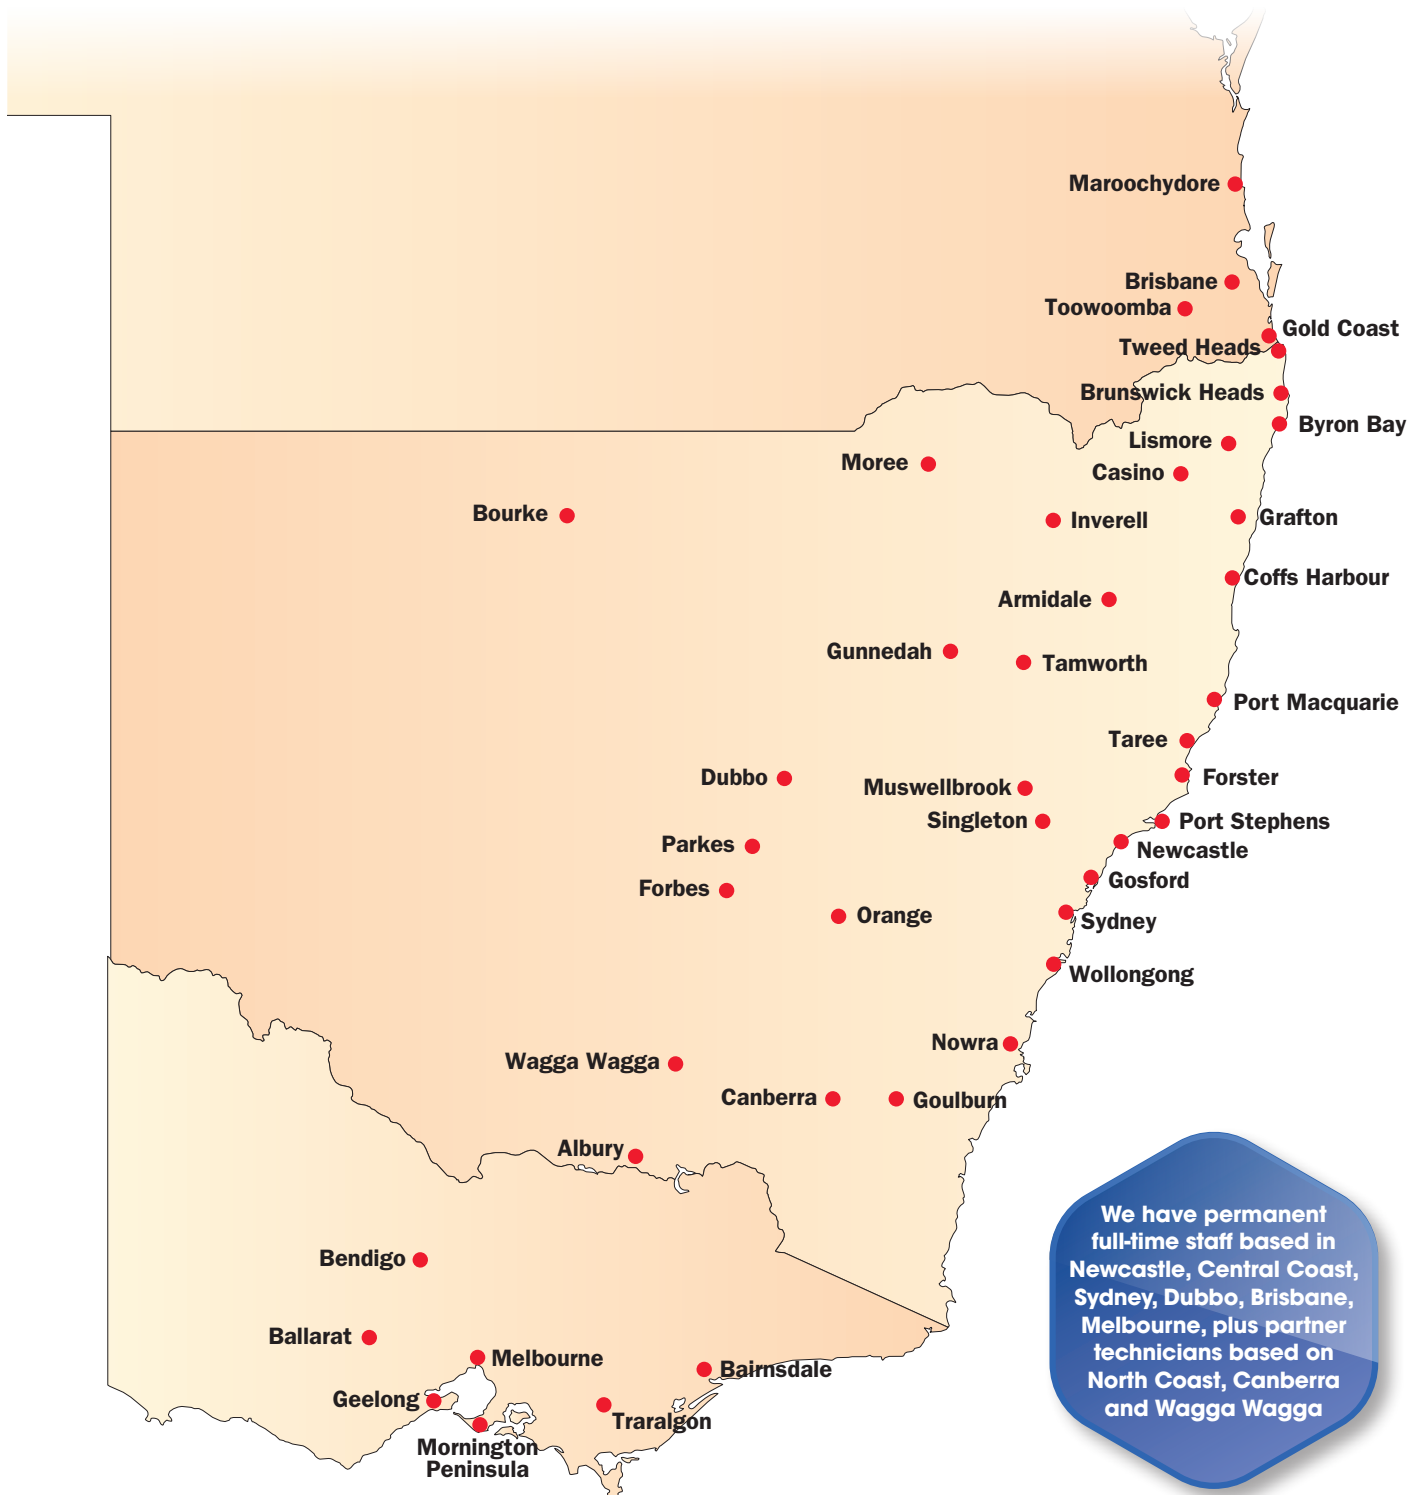 Maroochydore
Brisbane
Toowoomba
Gold Coast
Tweed Heads
Brunswick Heads
Byron Bay
Lismore
Moree
Casino
Bourke
Inverell
Grafton
Coffs Harbour
Armidale
Gunnedah
Tamworth
Port Macquarie
Taree
Dubbo
Forster
Muswellbrook
Singleton
Port Stephens
Parkes
Newcastle
Gosford
Forbes
Orange
Sydney
Wollongong
Nowra
Wagga Wagga
Canberra
Goulburn
Albury
Bendigo
Ballarat
Melbourne
Bairnsdale
Geelong
Traralgon
Mornington
Peninsula
We have permanent
full-time staff based in
Newcastle, Central Coast,
Sydney, Dubbo, Brisbane,
Melbourne, plus partner
technicians based on
North Coast, Canberra
and Wagga Wagga